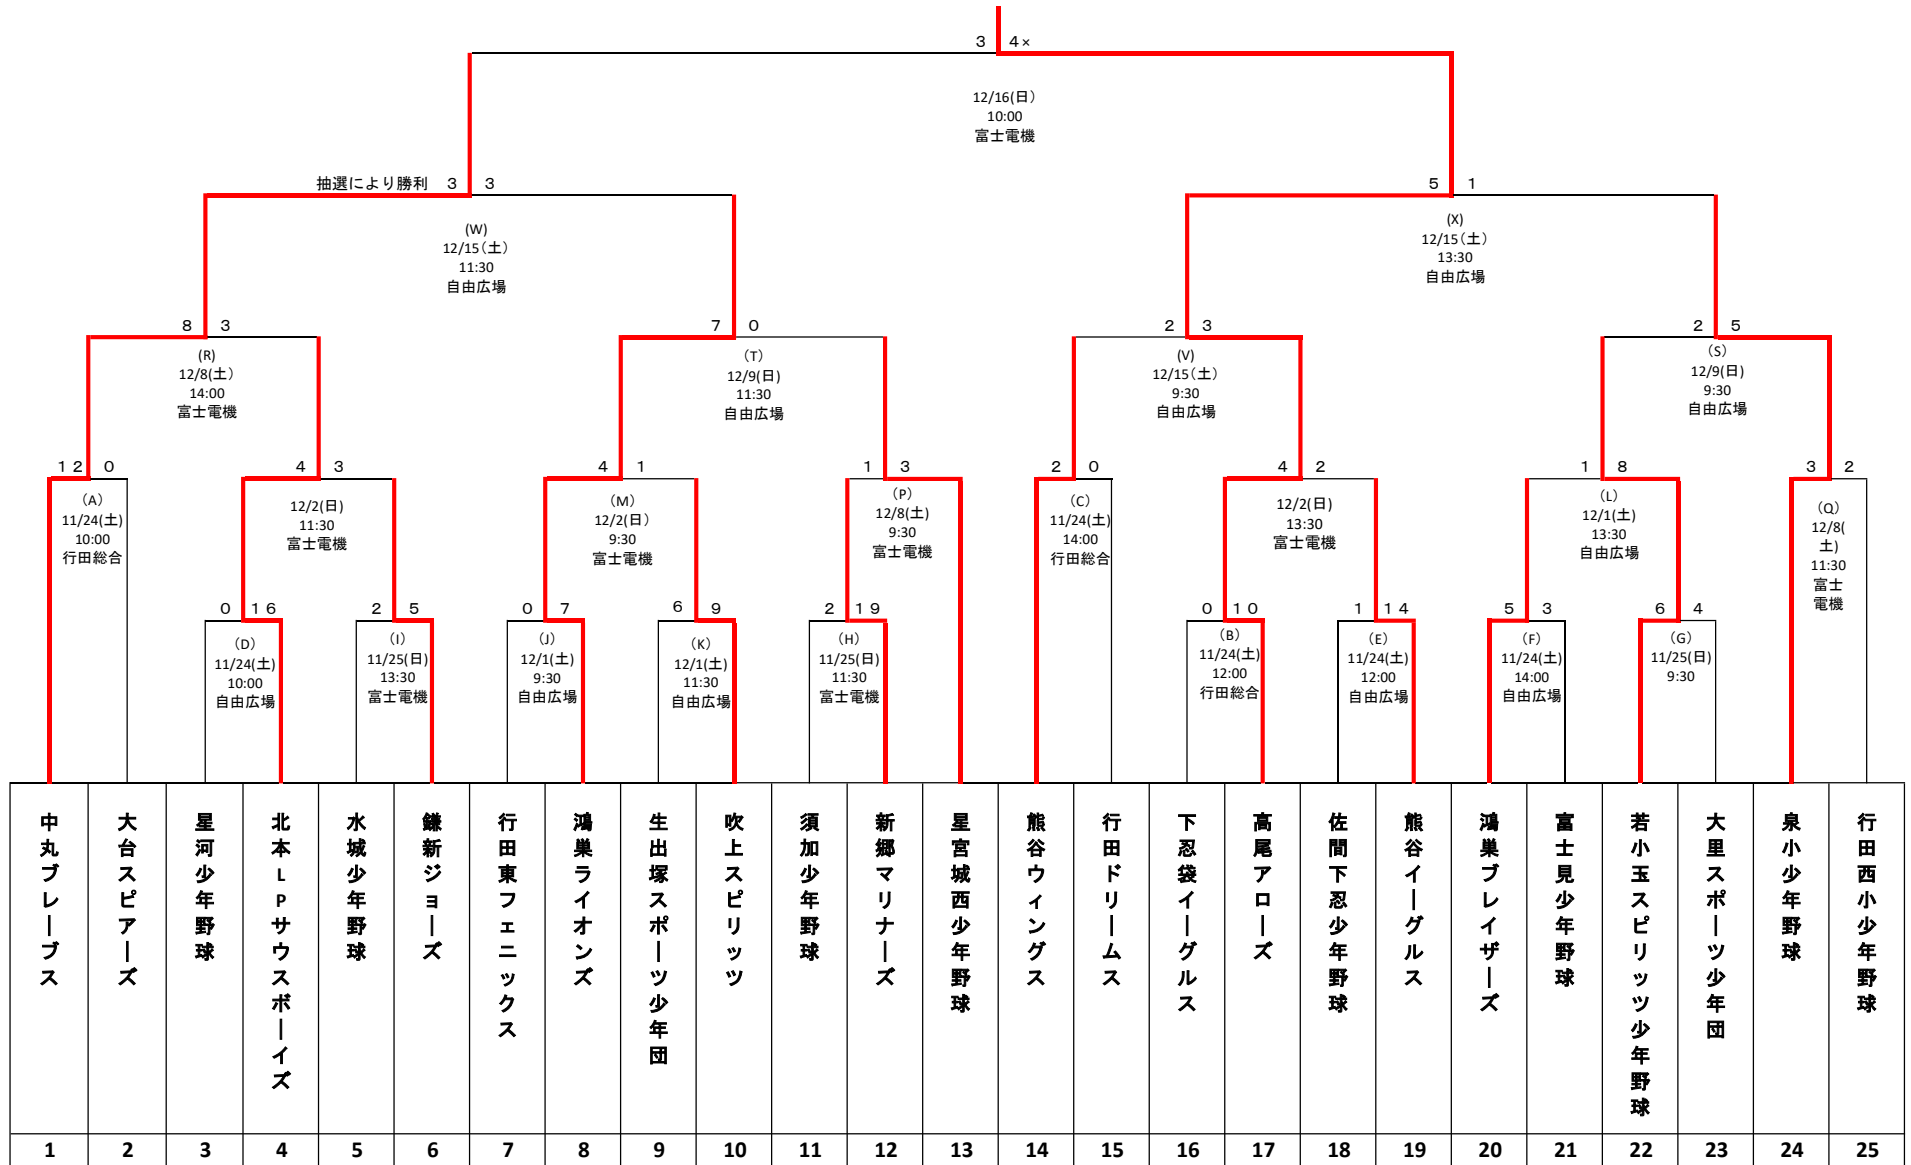 3 4×
12/16(日)
10:00
富士電機
抽選により勝利 3 3
5 1
(W)
12/15(土)
11:30
自由広場
(X)
12/15(土)
13:30
自由広場
8 3
7 0
2 3
2 5
(R)
12/8(土)
14:00
富士電機
(T)
12/9(日)
11:30
自由広場
(V)
12/15(土)
9:30
自由広場
(S)
12/9(日)
9:30
自由広場
12 0
4 3
4 1
1 3
2 0
4 2
1 8
3 2
(A)
11/24(土)
10:00
行田総合
12/2(日)
11:30
富士電機
(M)
12/2(日)
9:30
富士電機
(P)
12/8(土)
9:30
富士電機
(C)
11/24(土)
14:00
行田総合
12/2(日)
13:30
富士電機
(L)
12/1(土)
13:30
自由広場
(Q)
12/8(
土)
11:30
富士
電機
0 16
2 5
0 7
6 9
2 19
0 10
1 14
5 3
6 4
(D)
11/24(土)
10:00
自由広場
(I)
11/25(日)
13:30
富士電機
(J)
12/1(土)
9:30
自由広場
(K)
12/1(土)
11:30
自由広場
(H)
11/25(日)
11:30
富士電機
(B)
11/24(土)
12:00
行田総合
(E)
11/24(土)
12:00
自由広場
(F)
11/24(土)
14:00
自由広場
(G)
11/25(日)
9:30
中丸ブレーブス
大台スピアーズ
星河少年野球
北本LPサウスボーイズ
水城少年野球
鎌新ジョーズ
行田東フェニックス
鴻巣ライオンズ
生出塚スポーツ少年団
吹上スピリッツ
須加少年野球
新郷マリナーズ
星宮城西少年野球
熊谷ウィングス
行田ドリームス
下忍袋イーグルス
高尾アローズ
佐間下忍少年野球
熊谷イーグルス
鴻巣ブレイザーズ
富士見少年野球
若小玉スピリッツ少年野球
大里スポーツ少年団
泉小少年野球
行田西小少年野球
1 2 3 4 5 6 7 8 9 10 11 12 13 14 15 16 17 18 19 20 21 22 23 24 25